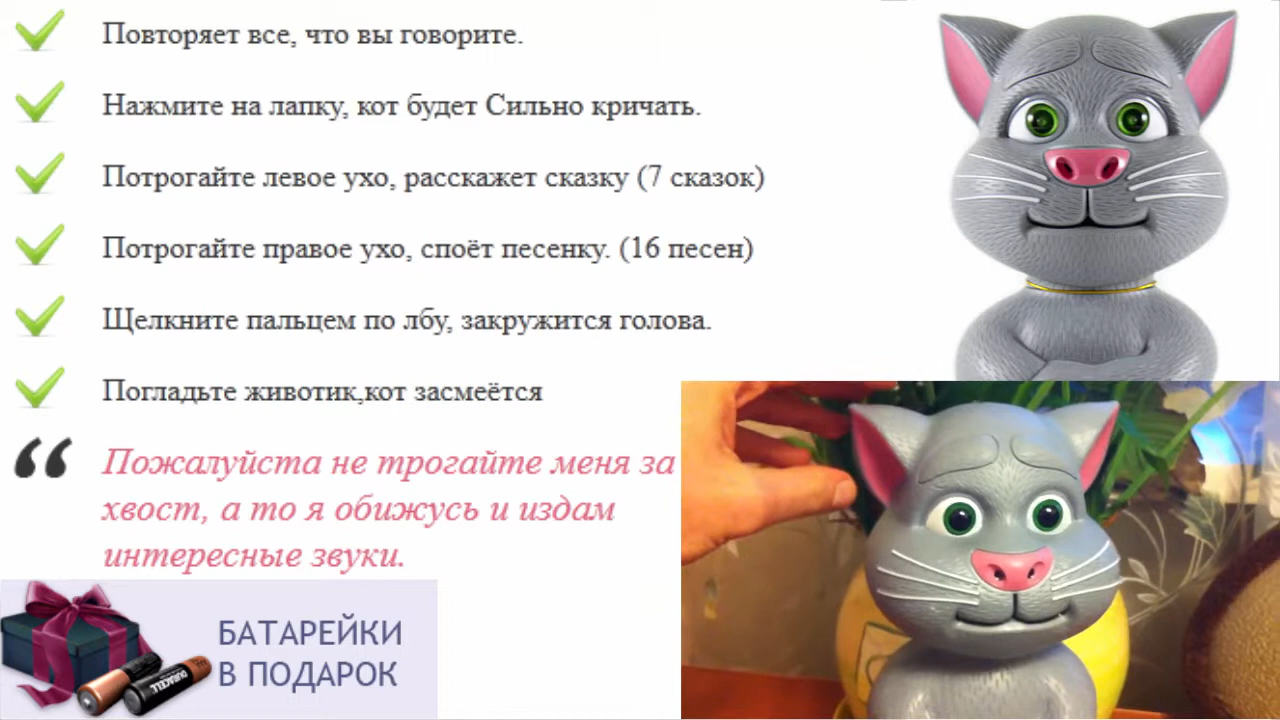 Повторяет все, что вы говорите.
Нажмите на лапку, кот будет Сильно кричать.
Потрогайте левое ухо, расскажет сказку (7 сказок)
Потрогайте правое ухо, споёт песенку. (16 песен)
Щелкните пальцем по лбу, закружится голова.
Погладьте животик,кот засмеётся
“ Пожалуйста не трогайте меня за
хвост, а то я обижусь и издам
интересные звуки.
БАТАРЕЙКИ
В ПОДАРОК
DURACELL